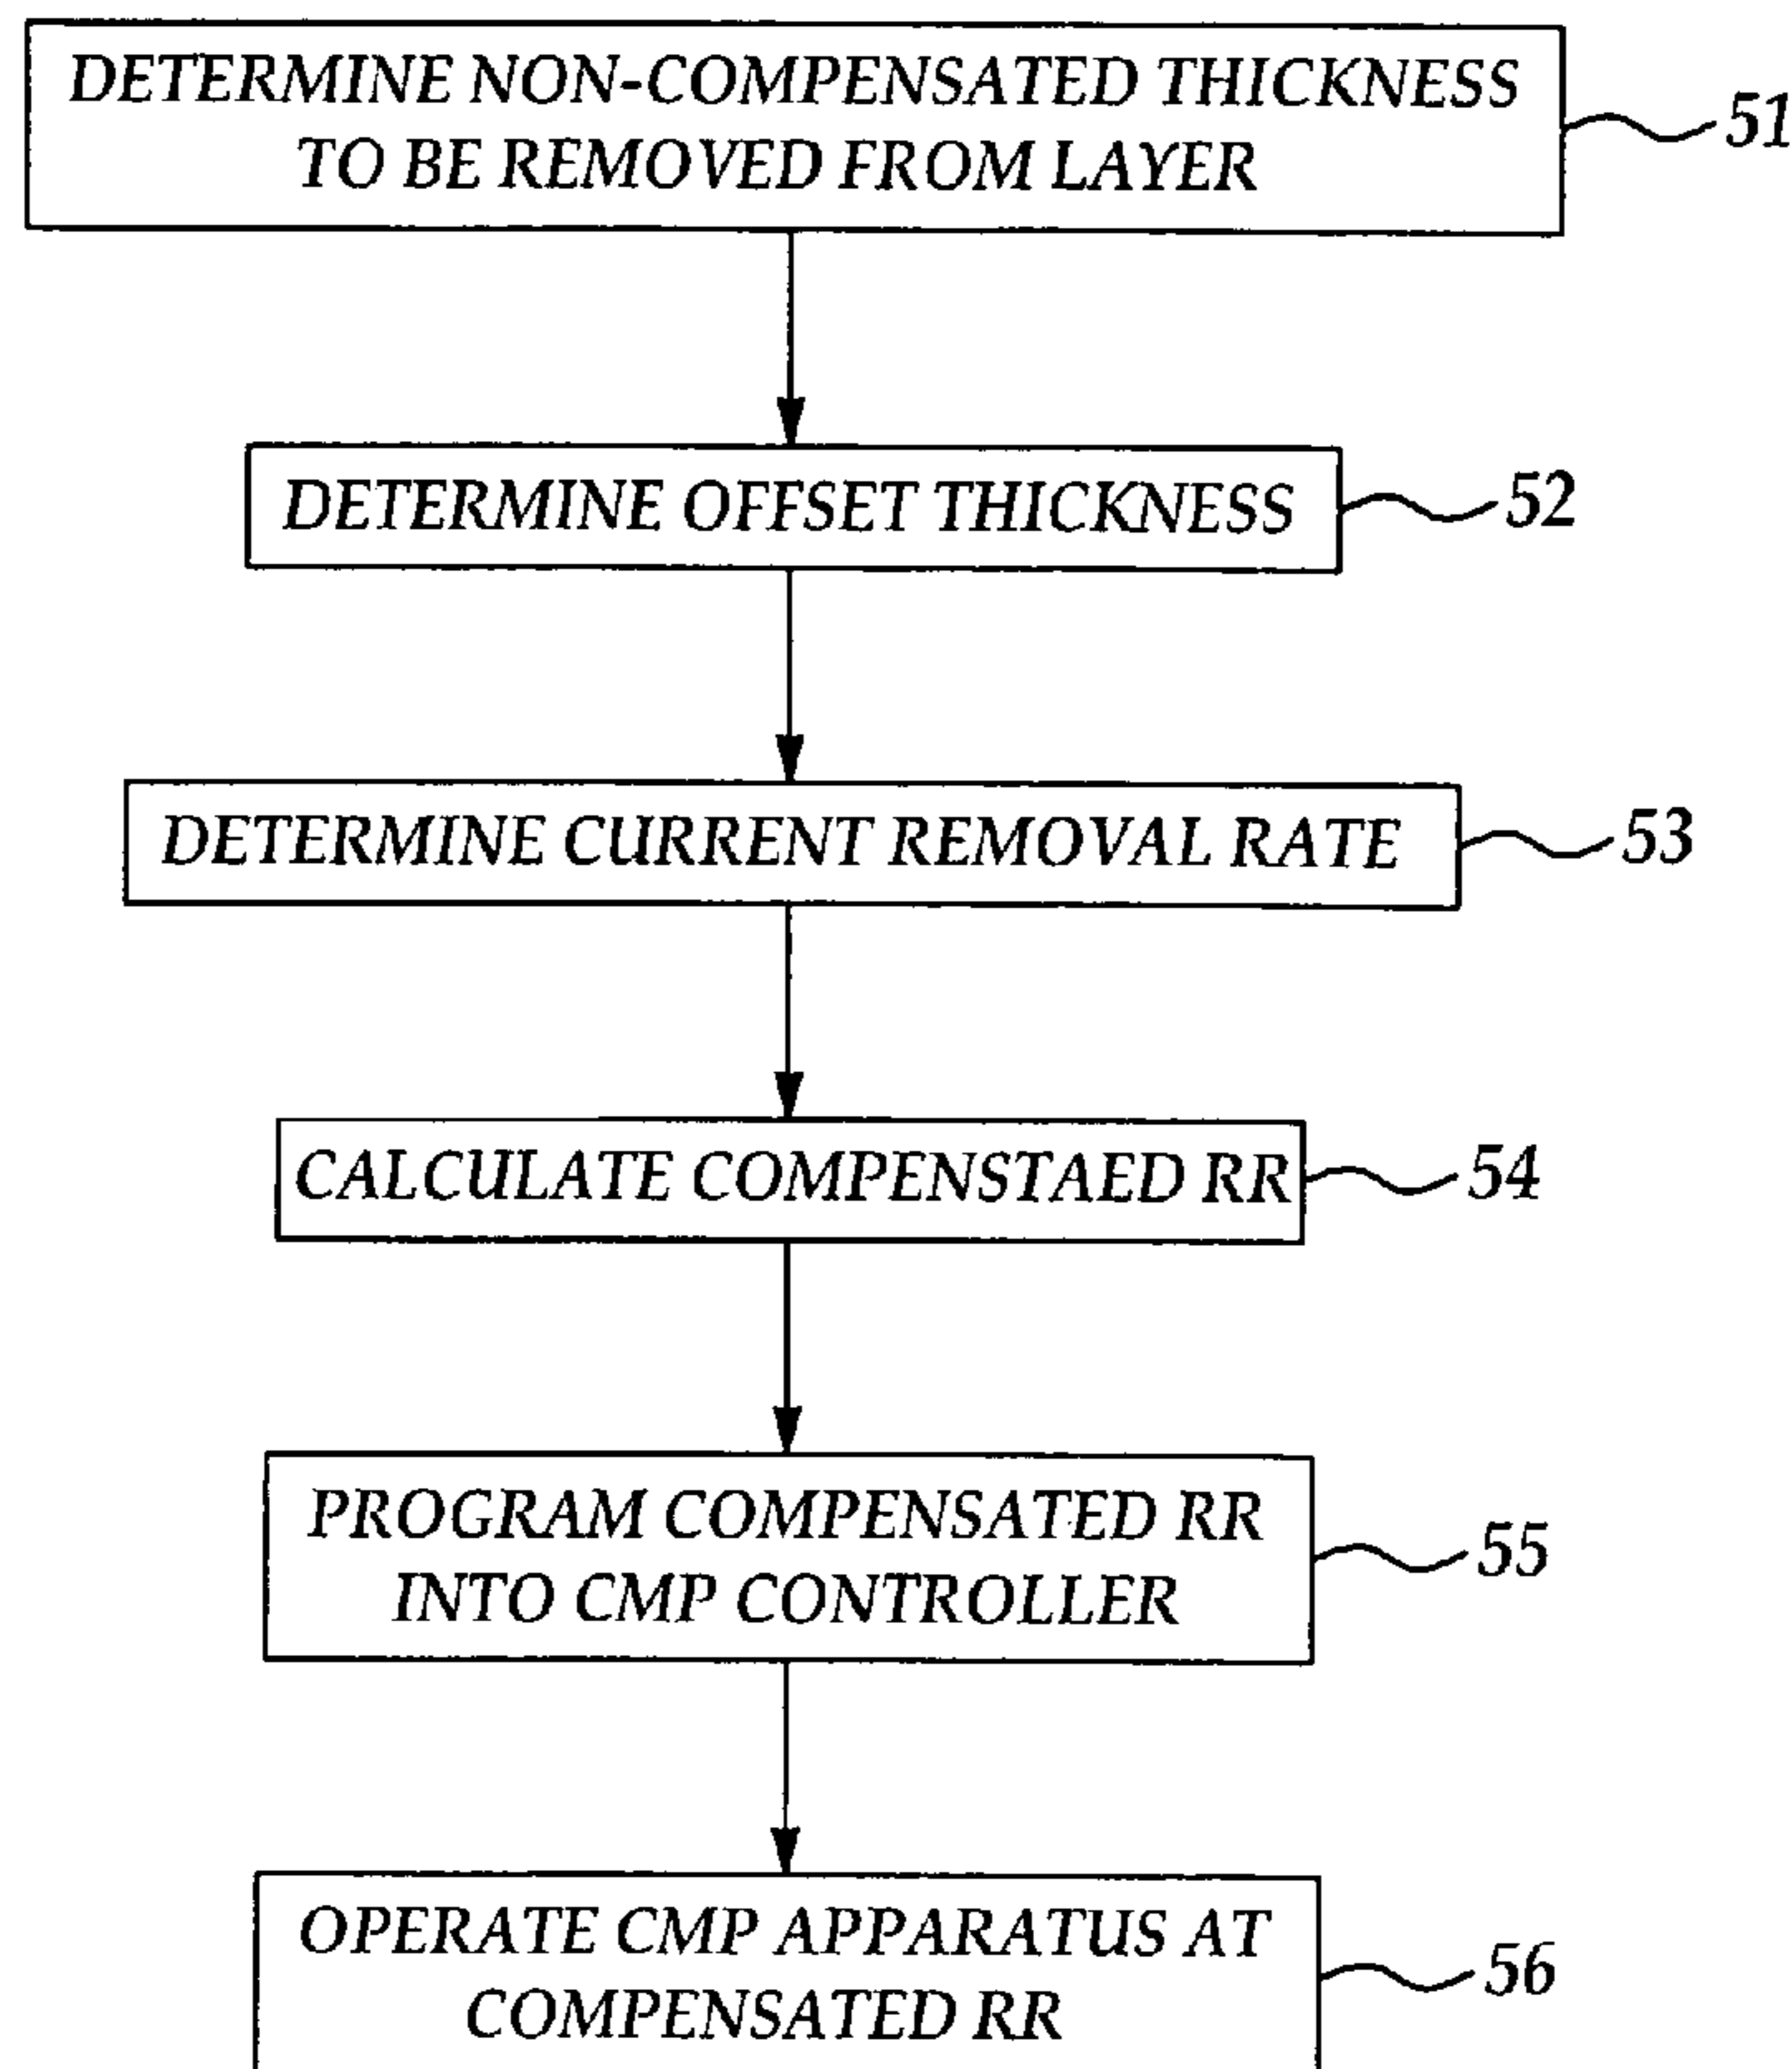 DETERMINE NON-COMPENSATED THICKNESS
TO BE REMOVED FROM LAYER
51
DETERMINE OFFSET THICKNESS
52
DETERMINE CURRENT REMOVAL RATE
53
CALCULATE COMPENSTAED RR
54
PROGRAM COMPENSATED RR
INTO CMP CONTROLLER
55
OPERATE CMP APPARATUS AT
COMPENSATED RR
56